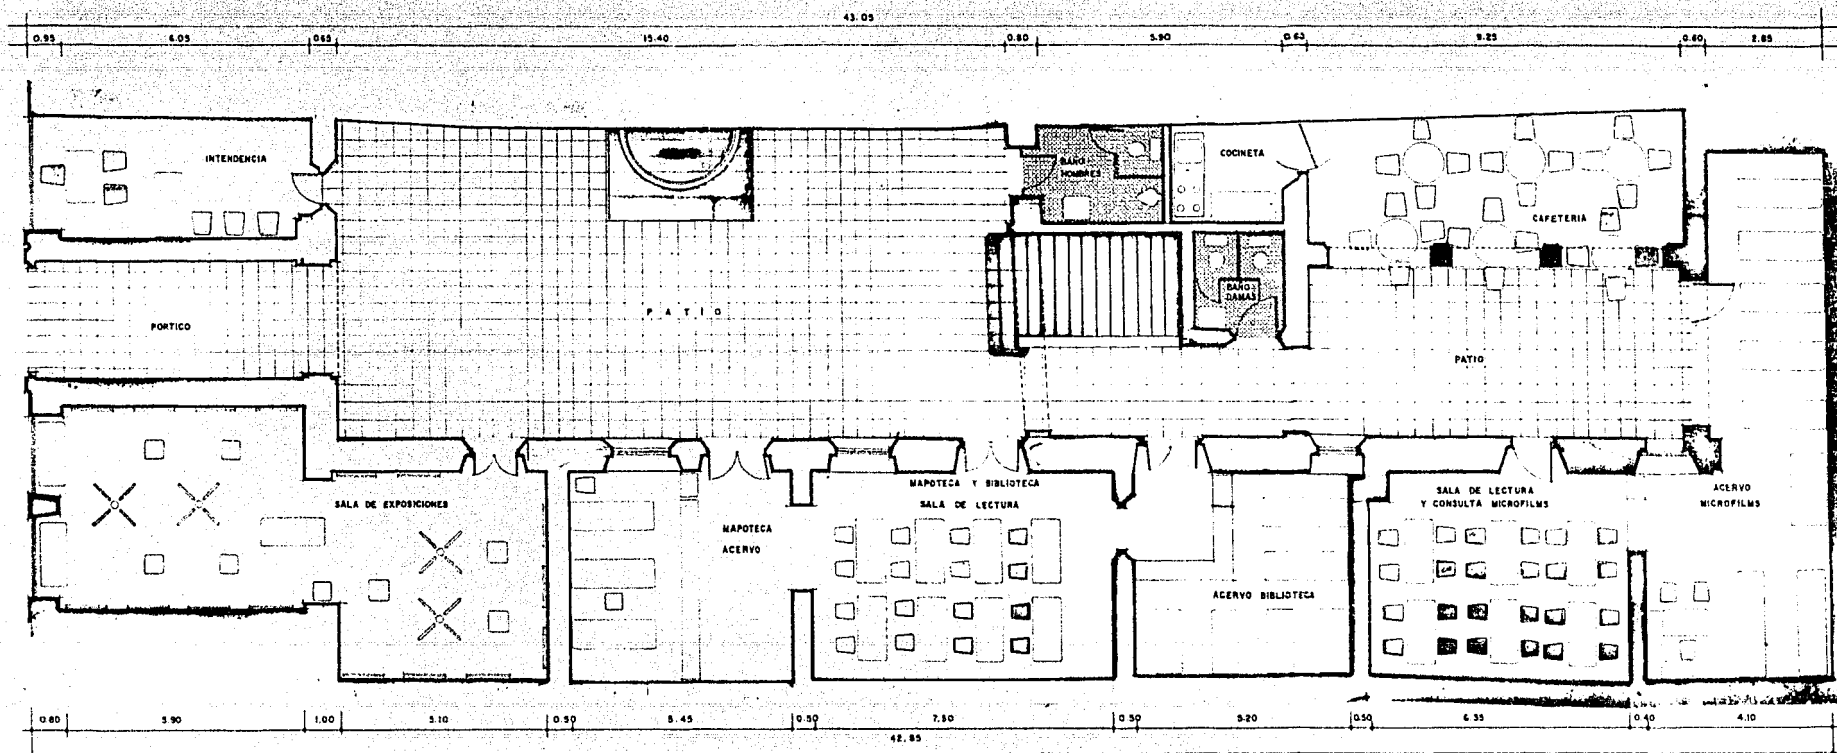 43.05
0.95 6.05 0.65 15.40 0.80 5.90 0.63 9.25 0.60 2.85
INTENDENCIA
BAÑO
HOMBRES
COCINETA
CAFETERIA
BAÑO
DAMAS
PORTICO
PATIO
PATIO
SALA DE EXPOSICIONES
MAPOTECA
ACERVO
MAPOTECA Y BIBLIOTECA
SALA DE LECTURA
ACERVO BIBLIOTECA
SALA DE LECTURA
Y CONSULTA MICROFILMS
ACERVO
MICROFILMS
0.80 5.90 1.00 5.10 0.50 5.45 0.50 7.50 0.50 5.20 0.50 6.35 0.40 4.10
42.85